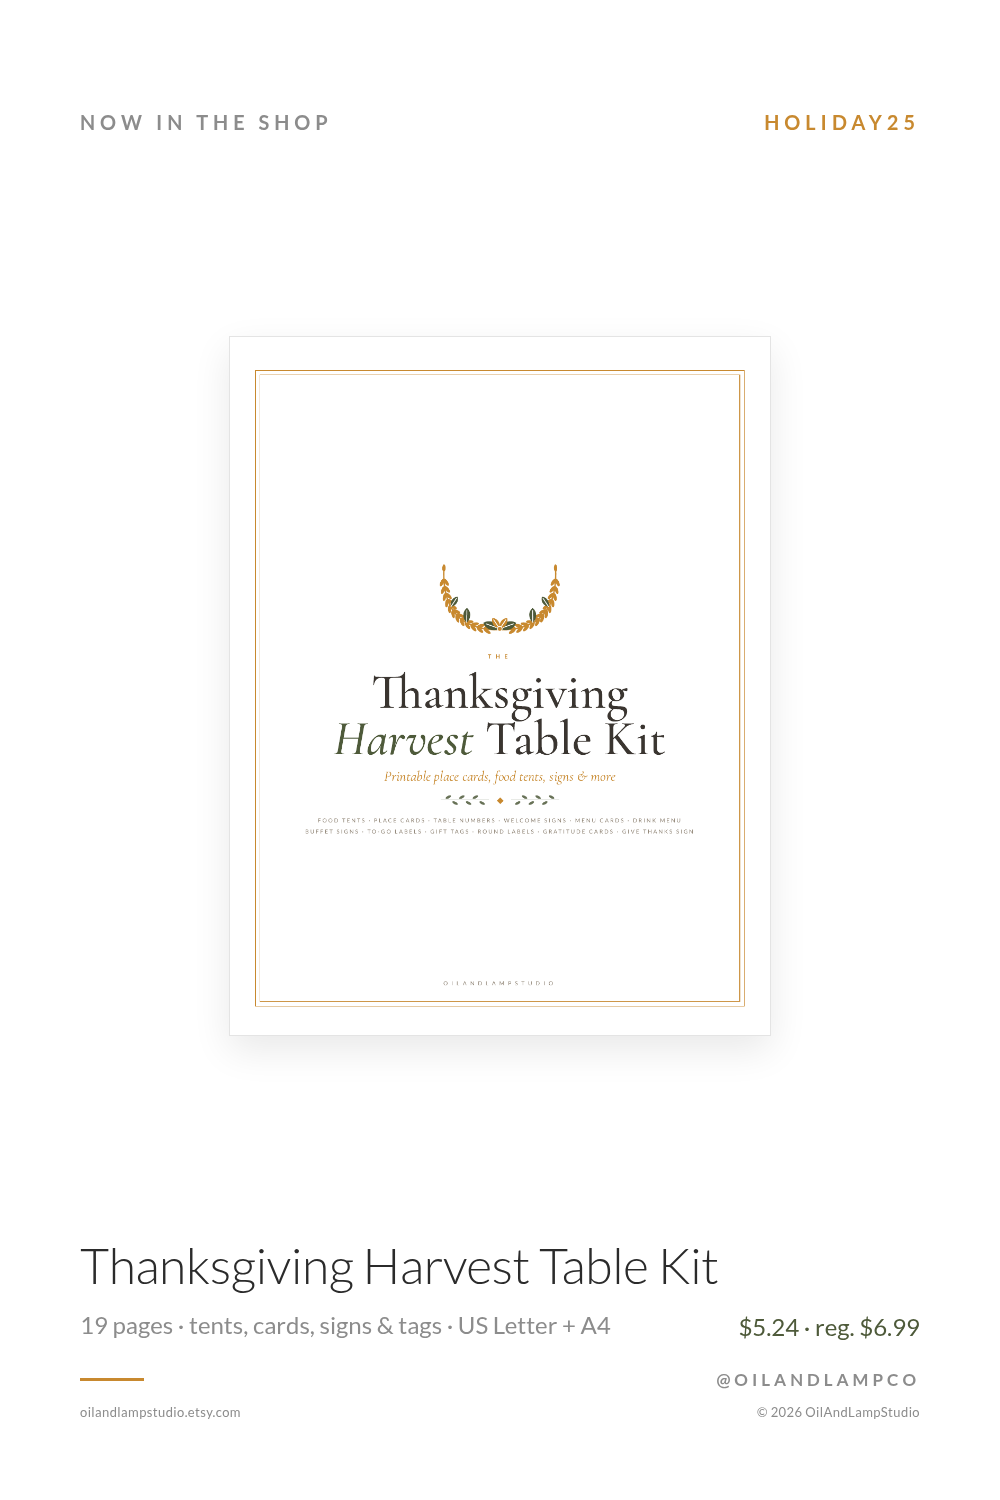 NOW IN THE SHOP
HOLIDAY25
THE
Thanksgiving
Harvest Table Kit
Printable place cards, food tents, signs & more
FOOD TENTS · PLACE CARDS · TABLE NUMBERS · WELCOME SIGNS · MENU CARDS · DRINK MENU
BUFFET SIGNS · TO-GO LABELS · GIFT TAGS · ROUND LABELS · GRATITUDE CARDS · GIVE THANKS SIGN
OILANDLAMPSTUDIO
Thanksgiving Harvest Table Kit
19 pages · tents, cards, signs & tags · US Letter + A4
$5.24 · reg. $6.99
@OILANDLAMPCO
oilandlampstudio.etsy.com
© 2026 OilAndLampStudio